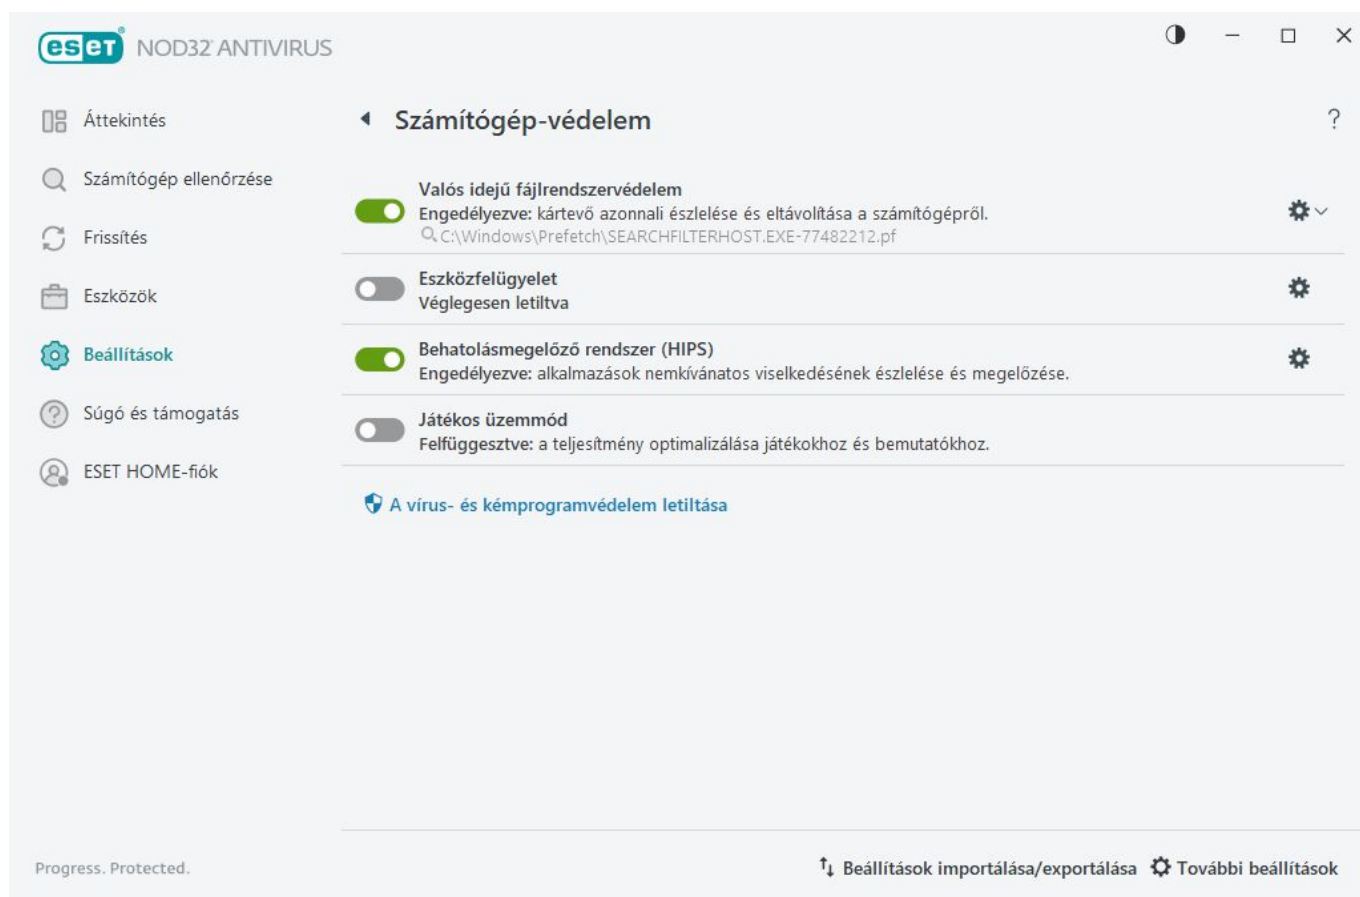 eset® NOD32 ANTIVIRUS
Áttekintés
Számítógép ellenőrzése
Frissítés
Eszközök
Beállítások
Súgó és támogatás
ESET HOME-fiók
Számítógép-védelem
?
Valós idejű fájlrendszervédelem
Engedélyezve: kártevő azonnali észlelése és eltávolítása a számítógépről.
C:\Windows\Prefetch\SEARCHFILTERHOST.EXE-77482212.pf
Eszközfelügyelet
Véglegesen letiltva
Behatolásmegelőző rendszer (HIPS)
Engedélyezve: alkalmazások nemkívánatos viselkedésének észlelése és megelőzése.
Játékos üzemmód
Felfüggesztve: a teljesítmény optimalizálása játékokhoz és bemutatókhoz.
A vírus- és kémprogramvédelem letiltása
Progress. Protected.
Beállítások importálása/exportálása További beállítások